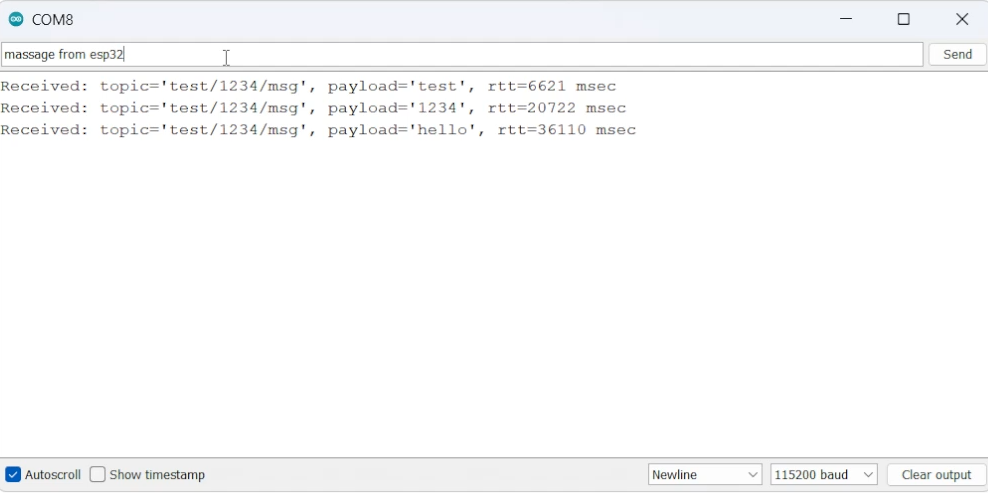 COM8
massage from esp32
Send
Received: topic='test/1234/msg', payload='test', rtt=6621 msec
Received: topic='test/1234/msg', payload='1234', rtt=20722 msec
Received: topic='test/1234/msg', payload='hello', rtt=36110 msec
Autoscroll Show timestamp Newline 115200 baud Clear output